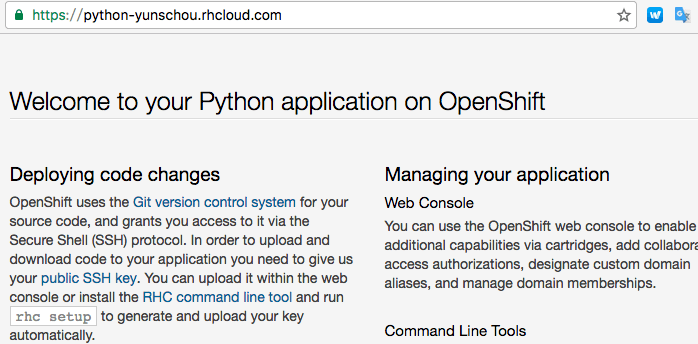 https://python-yunschou.rhcloud.com
Welcome to your Python application on OpenShift
Deploying code changes
OpenShift uses the Git version control system for your
source code, and grants you access to it via the
Secure Shell (SSH) protocol. In order to upload and
download code to your application you need to give us
your public SSH key. You can upload it within the web
console or install the RHC command line tool and run
rhc setup to generate and upload your key
automatically.
Managing your application
Web Console
You can use the OpenShift web console to enable
additional capabilities via cartridges, add collabora
access authorizations, designate custom domain
aliases, and manage domain memberships.
Command Line Tools